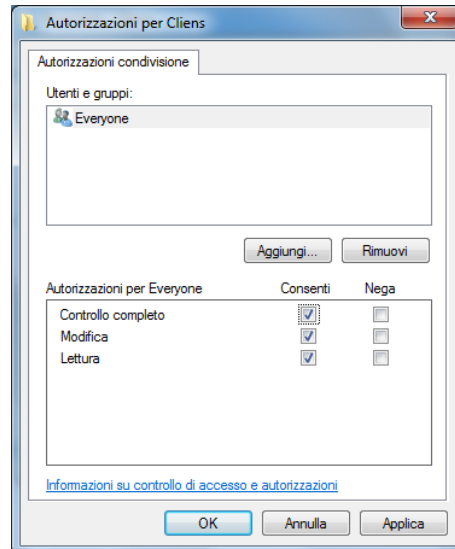 Autorizzazioni per Cliens
Autorizzazioni condivisione
Utenti e gruppi:
Everyone
Aggiungi... Rimuovi
Autorizzazioni per Everyone Consenti Nega
Controllo completo
Modifica
Lettura
Informazioni su controllo di accesso e autorizzazioni
OK Annulla Applica